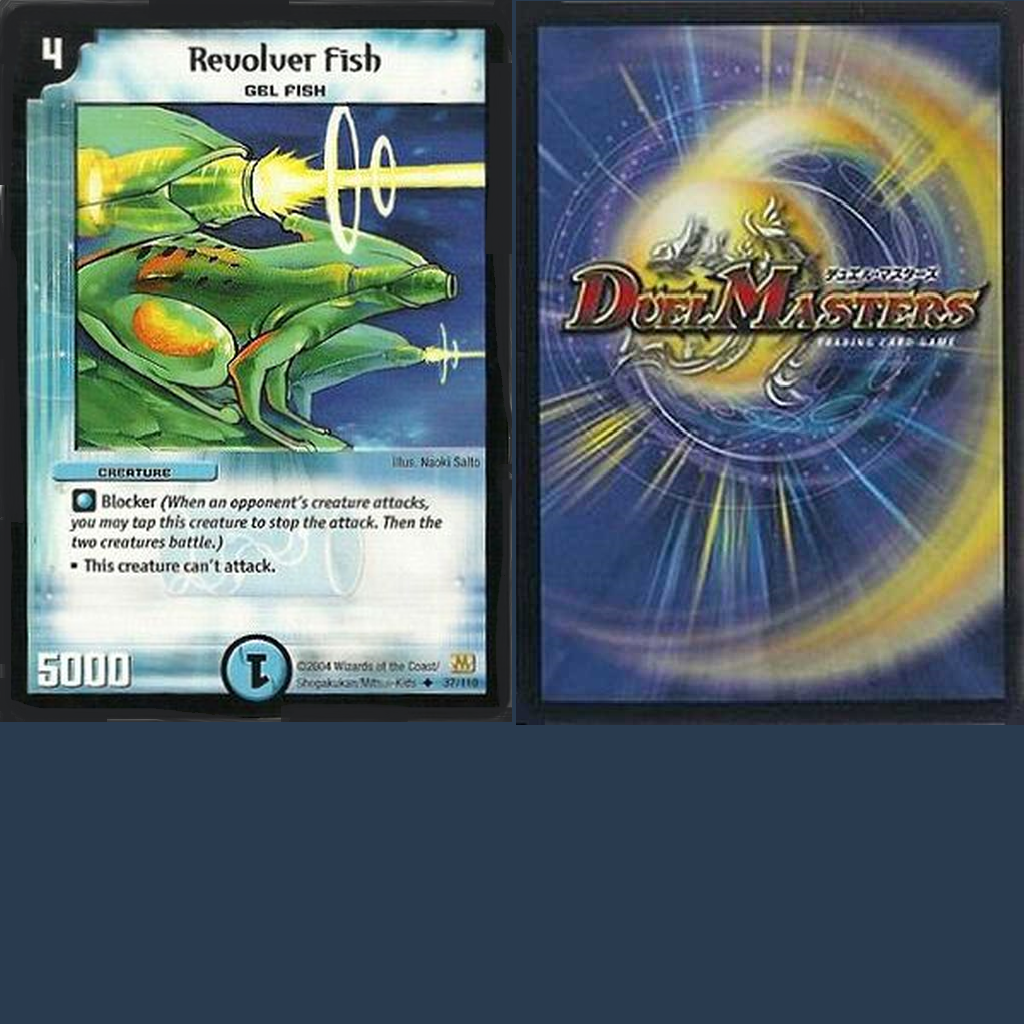 4
Revolver Fish
GEL FISH
Illus. Naoki Saito
CREATURE
Blocker (When an opponent's creature attacks,
you may tap this creature to stop the attack. Then the
two creatures battle.)
▪ This creature can't attack.
5000
1
©2004 Wizards of the Coast/
Shogakukan/Mitsui-Kids ◆ 37/110
M
デュエル・マスターズ
DUEL MASTERS
TRADING CARD GAME